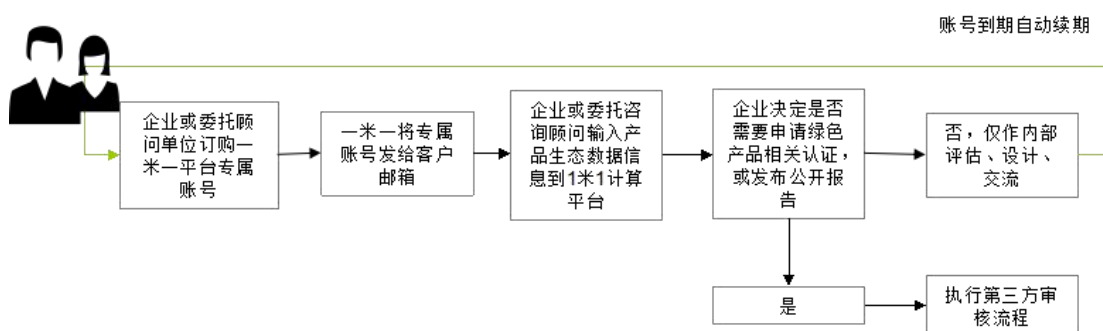 账号到期自动续期
企业或委托顾
问单位订购一
米一平台专属
账号
一米一将专属
账号发给客户
邮箱
企业或委托咨
询顾问输入产
品生态数据信
息到1米1计算
平台
企业决定是否
需要申请绿色
产品相关认证，
或发布公开报
告
否，仅作内部
评估、设计、
交流
是
执行第三方审
核流程